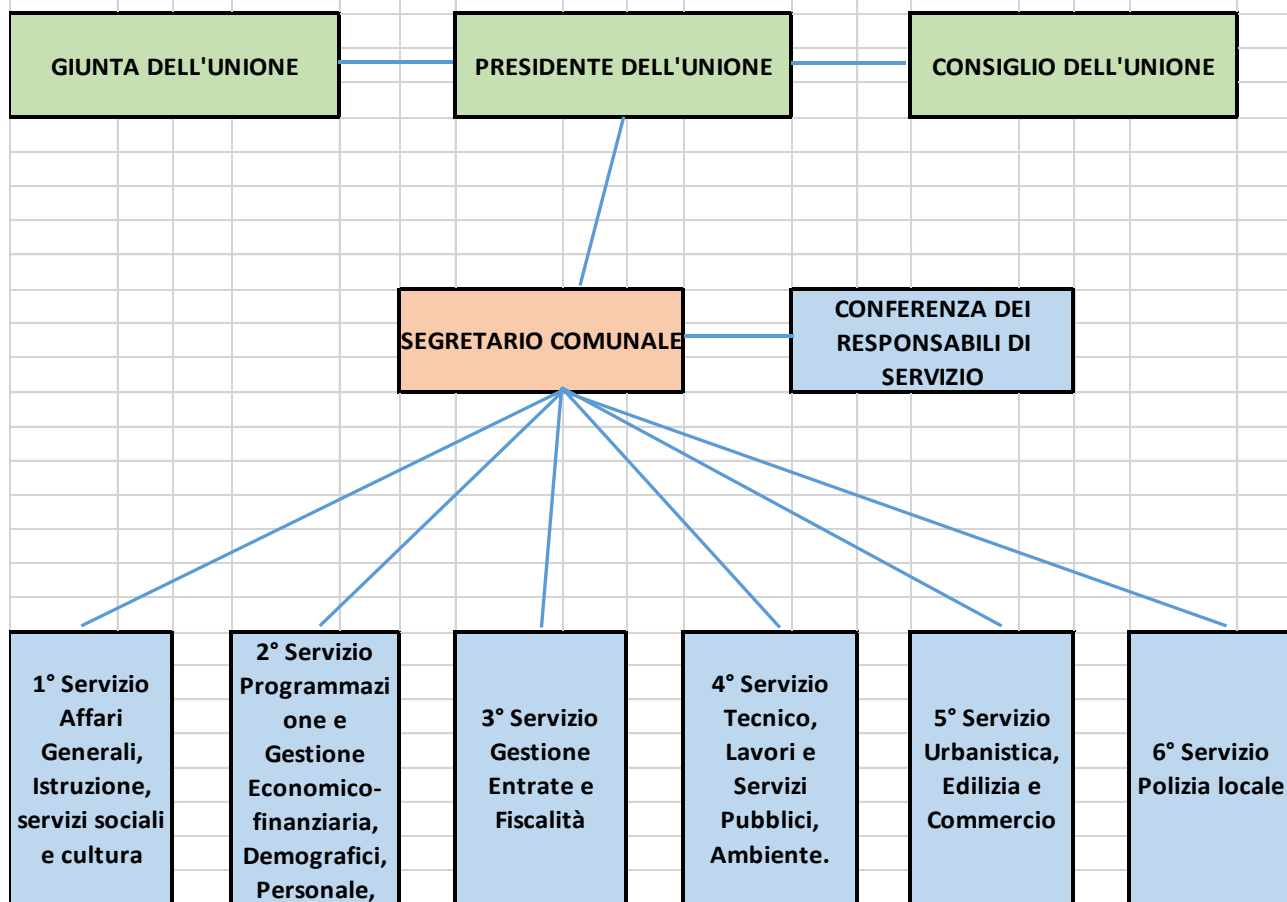 GIUNTA DELL'UNIONE
PRESIDENTE DELL'UNIONE
CONSIGLIO DELL'UNIONE
SEGRETARIO COMUNALE
CONFERENZA DEI
RESPONSABILI DI
SERVIZIO
1° Servizio
Affari
Generali,
Istruzione,
servizi sociali
e cultura
2° Servizio
Programmazi
one e
Gestione
Economico-
finanziaria,
Demografici,
Personale,
3° Servizio
Gestione
Entrate e
Fiscalità
4° Servizio
Tecnico,
Lavori e
Servizi
Pubblici,
Ambiente.
5° Servizio
Urbanistica,
Edilizia e
Commercio
6° Servizio
Polizia locale